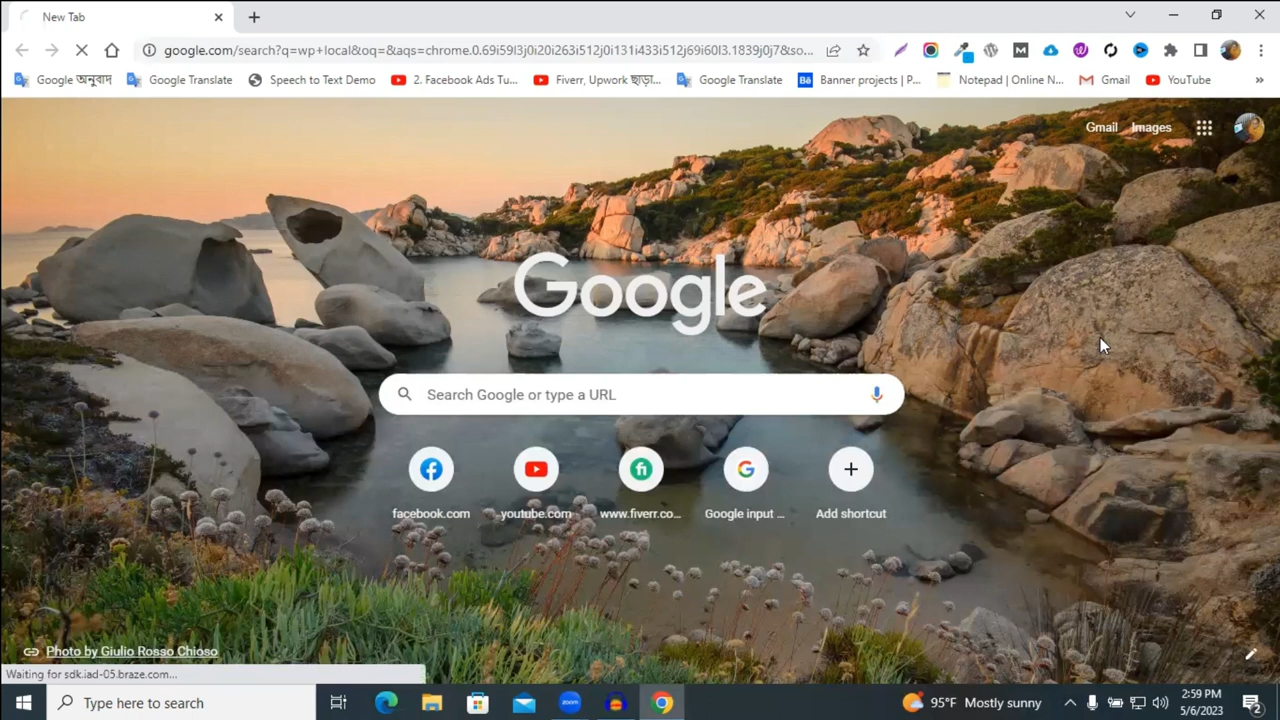 New Tab
google.com/search?q=wp+local&oq=&aqs=chrome.0.69i59l3j0i20i263i512j0i131i433i512j69i60l3.1839j0j7&so...
Google অনুবাদ
Google Translate
Speech to Text Demo
2. Facebook Ads Tu...
Fiverr, Upwork ছাড়া...
Google Translate
Bē
Banner projects | P...
Notepad | Online N...
Gmail
YouTube
Gmail
Images
Google
Search Google or type a URL
facebook.com
youtube.com
www.fiverr.co...
Google input ...
Add shortcut
Photo by Giulio Rosso Chioso
Waiting for sdk.iad-05.braze.com...
Type here to search
zoom
95°F Mostly sunny
2:59 PM
5/6/2023
2